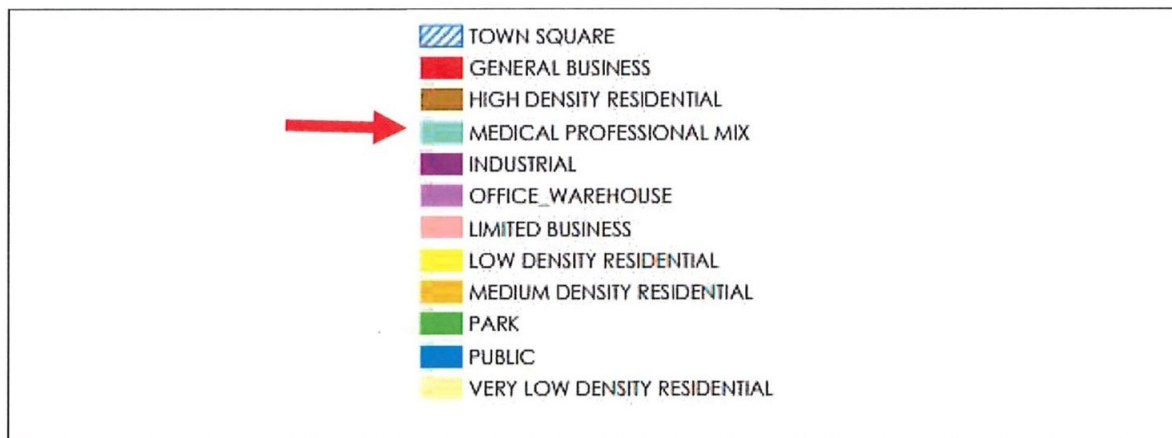 TOWN SQUARE
GENERAL BUSINESS
HIGH DENSITY RESIDENTIAL
MEDICAL PROFESSIONAL MIX
INDUSTRIAL
OFFICE_WAREHOUSE
LIMITED BUSINESS
LOW DENSITY RESIDENTIAL
MEDIUM DENSITY RESIDENTIAL
PARK
PUBLIC
VERY LOW DENSITY RESIDENTIAL